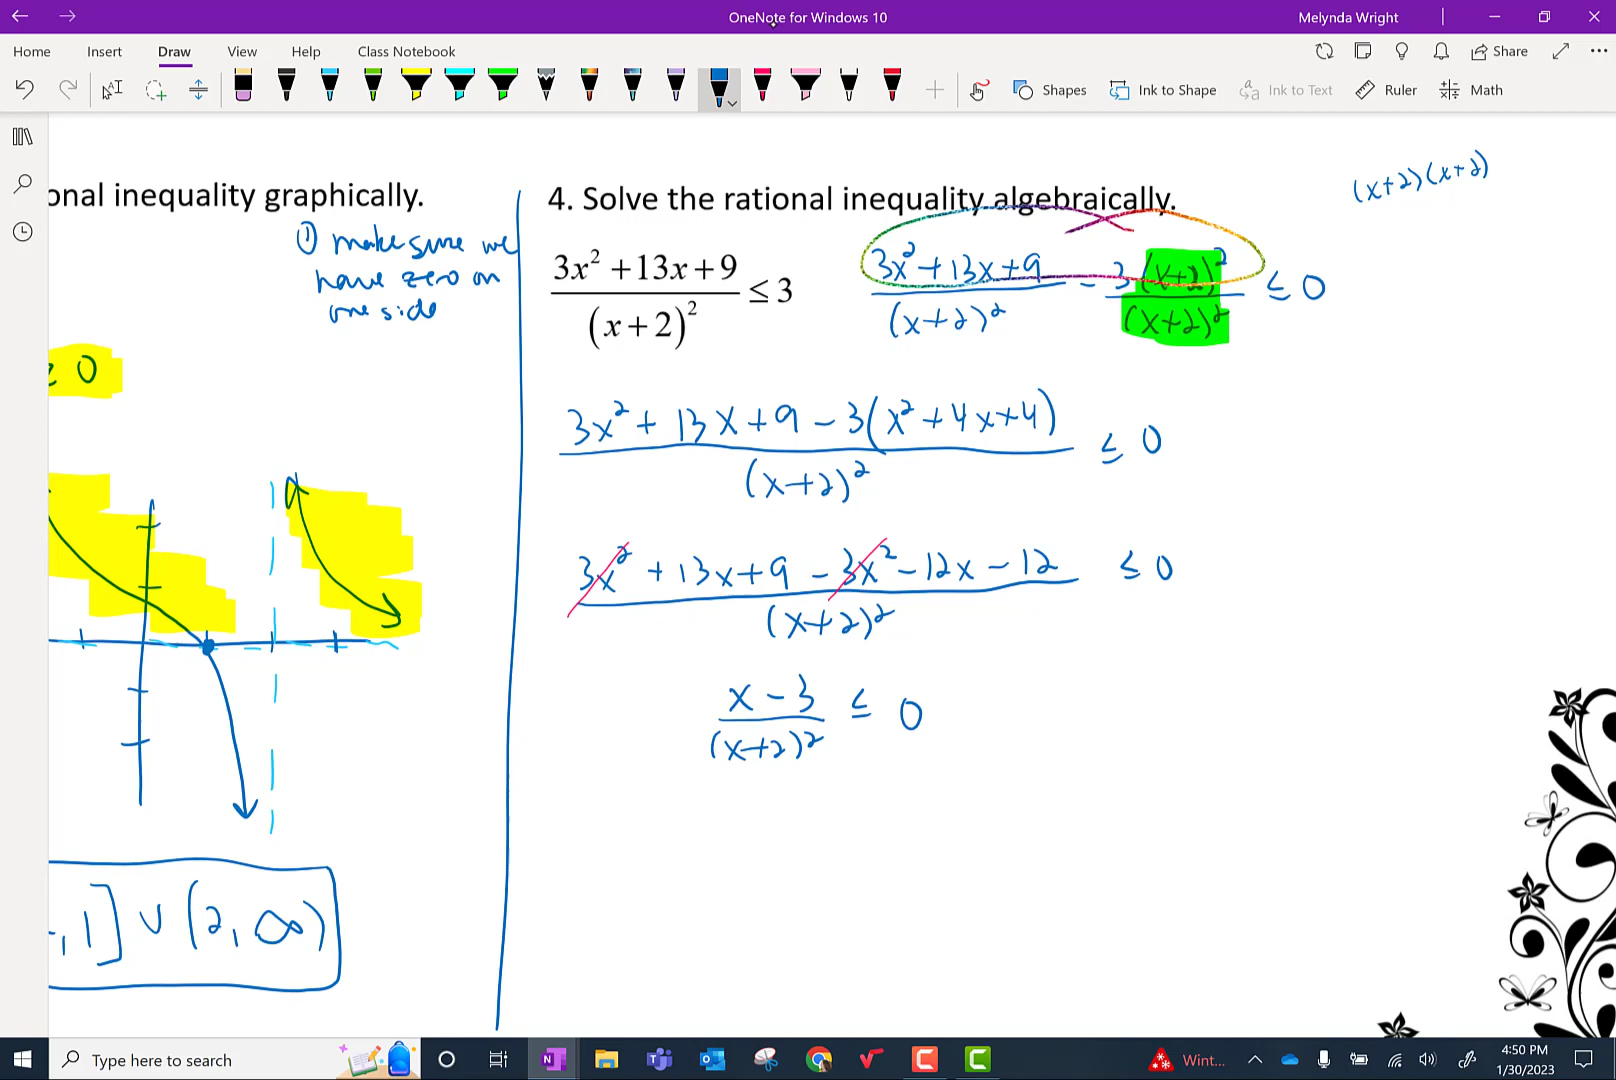 OneNote for Windows 10
Melynda Wright
Home Insert Draw View Help Class Notebook
Share
Shapes Ink to Shape Ink to Text Ruler Math
onal inequality graphically.
① make sure we
have zero on
one side
≥ 0
, 1] ∪ (2, ∞)
4. Solve the rational inequality algebraically.
(x+2)(x+2)
3x² + 13x + 9 / (x + 2)² ≤ 3
3x² + 13x + 9 / (x+2)² - 3(x+2)² / (x+2)² ≤ 0
3x² + 13x + 9 - 3(x² + 4x + 4) / (x+2)² ≤ 0
3x² + 13x + 9 - 3x² - 12x - 12 / (x+2)² ≤ 0
x - 3 / (x+2)² ≤ 0
Type here to search
Wint...
4:50 PM
1/30/2023